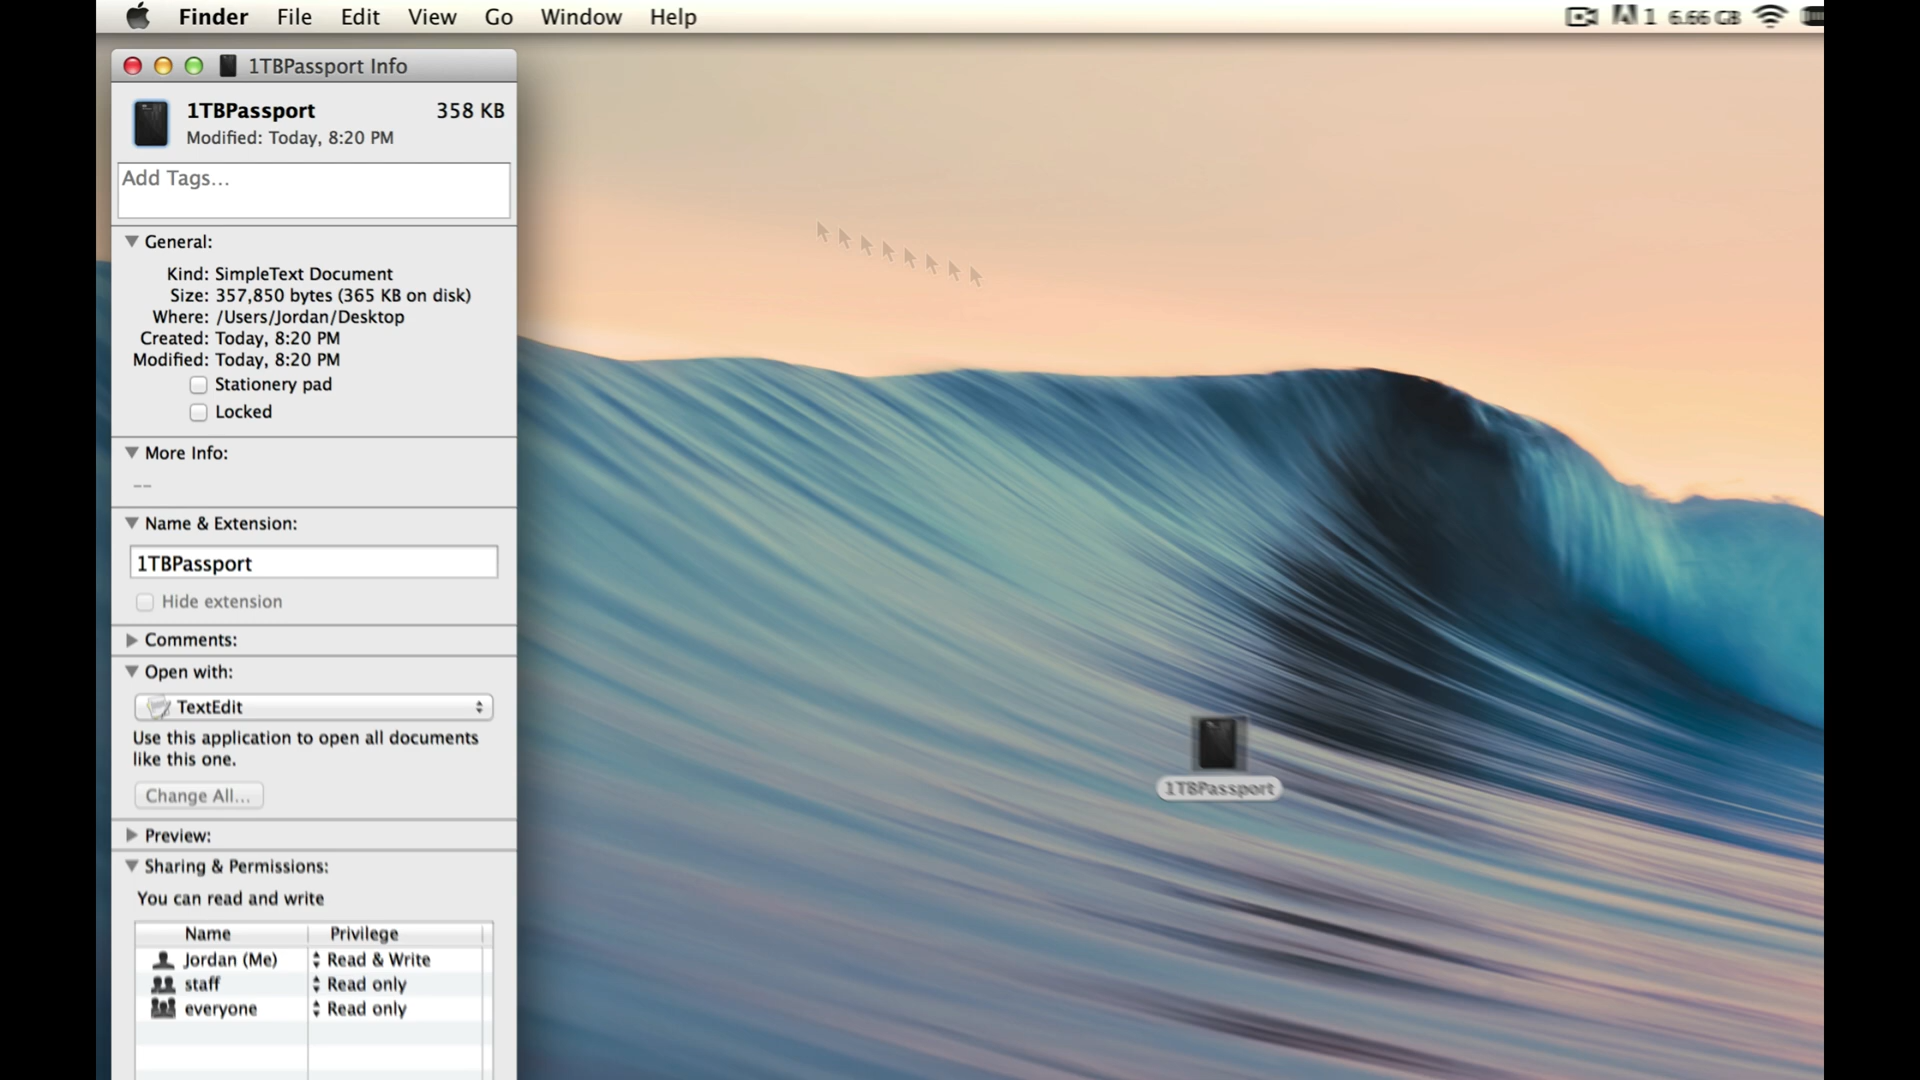 Finder File Edit View Go Window Help 1 6.66 GB
1TBPassport Info
1TBPassport 358 KB
Modified: Today, 8:20 PM
Add Tags...
General:
Kind: SimpleText Document
Size: 357,850 bytes (365 KB on disk)
Where: /Users/Jordan/Desktop
Created: Today, 8:20 PM
Modified: Today, 8:20 PM
Stationery pad
Locked
More Info:
--
Name & Extension:
1TBPassport
Hide extension
Comments:
Open with:
TextEdit
Use this application to open all documents
like this one.
Change All...
1TBPassport
Preview:
Sharing & Permissions:
You can read and write
Name Privilege
Jordan (Me) Read & Write
staff Read only
everyone Read only